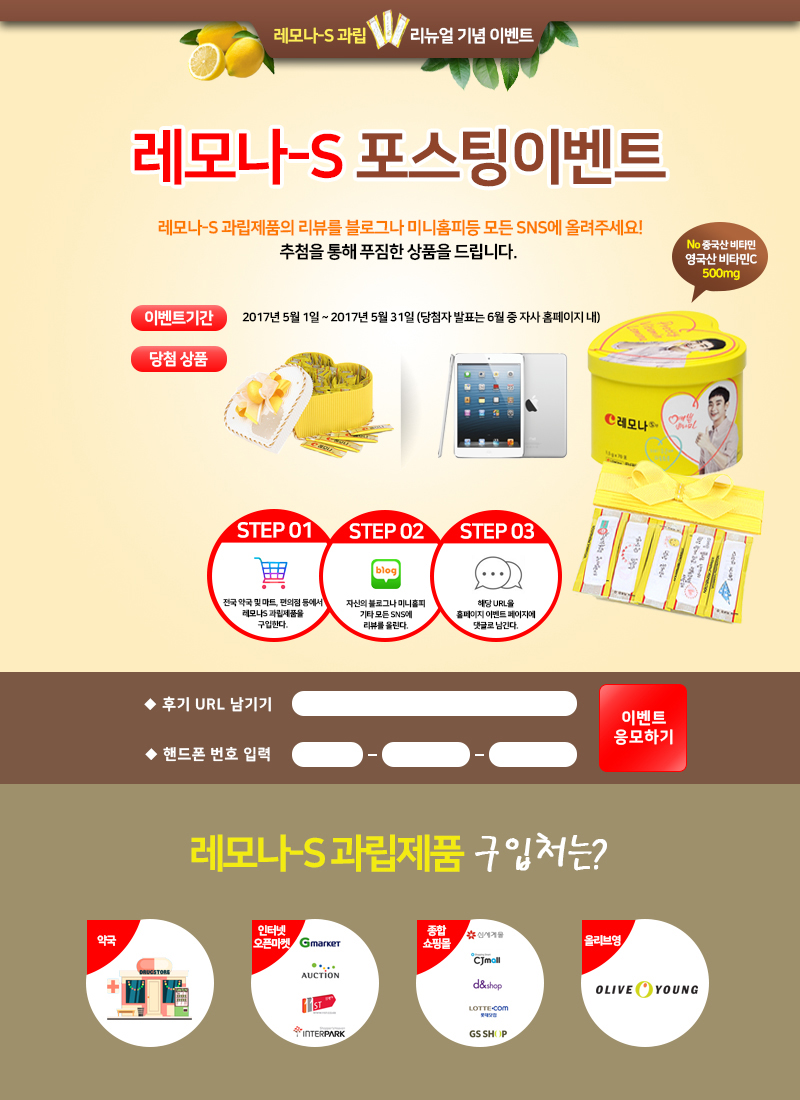 레모나-S 과립 리뉴얼 기념 이벤트
레모나-S 포스팅이벤트
레모나-S 과립제품의 리뷰를 블로그나 미니홈피등 모든 SNS에 올려주세요!
추첨을 통해 푸짐한 상품을 드립니다.
No 중국산 비타민
영국산 비타민C
500mg
이벤트기간
2017년 5월 1일 ~ 2017년 5월 31일 (당첨자 발표는 6월 중 자사 홈페이지 내)
당첨 상품
레모나
STEP 01
전국 약국 및 마트, 편의점 등에서
레모나S 과립제품을
구입한다.
STEP 02
blog
자신의 블로그나 미니홈피
기타 모든 SNS에
리뷰를 올린다.
STEP 03
해당 URL을
홈페이지 이벤트 페이지에
댓글로 남긴다.
◆ 후기 URL 남기기
◆ 핸드폰 번호 입력
이벤트
응모하기
레모나-S 과립제품 구입처는?
약국
DRUGSTORE
인터넷
오픈마켓
Gmarket
AUCTION
11ST
INTERPARK
종합
쇼핑몰
신세계몰
CJmall
d&shop
LOTTE.COM
롯데닷컴
GS SHOP
올리브영
OLIVE YOUNG